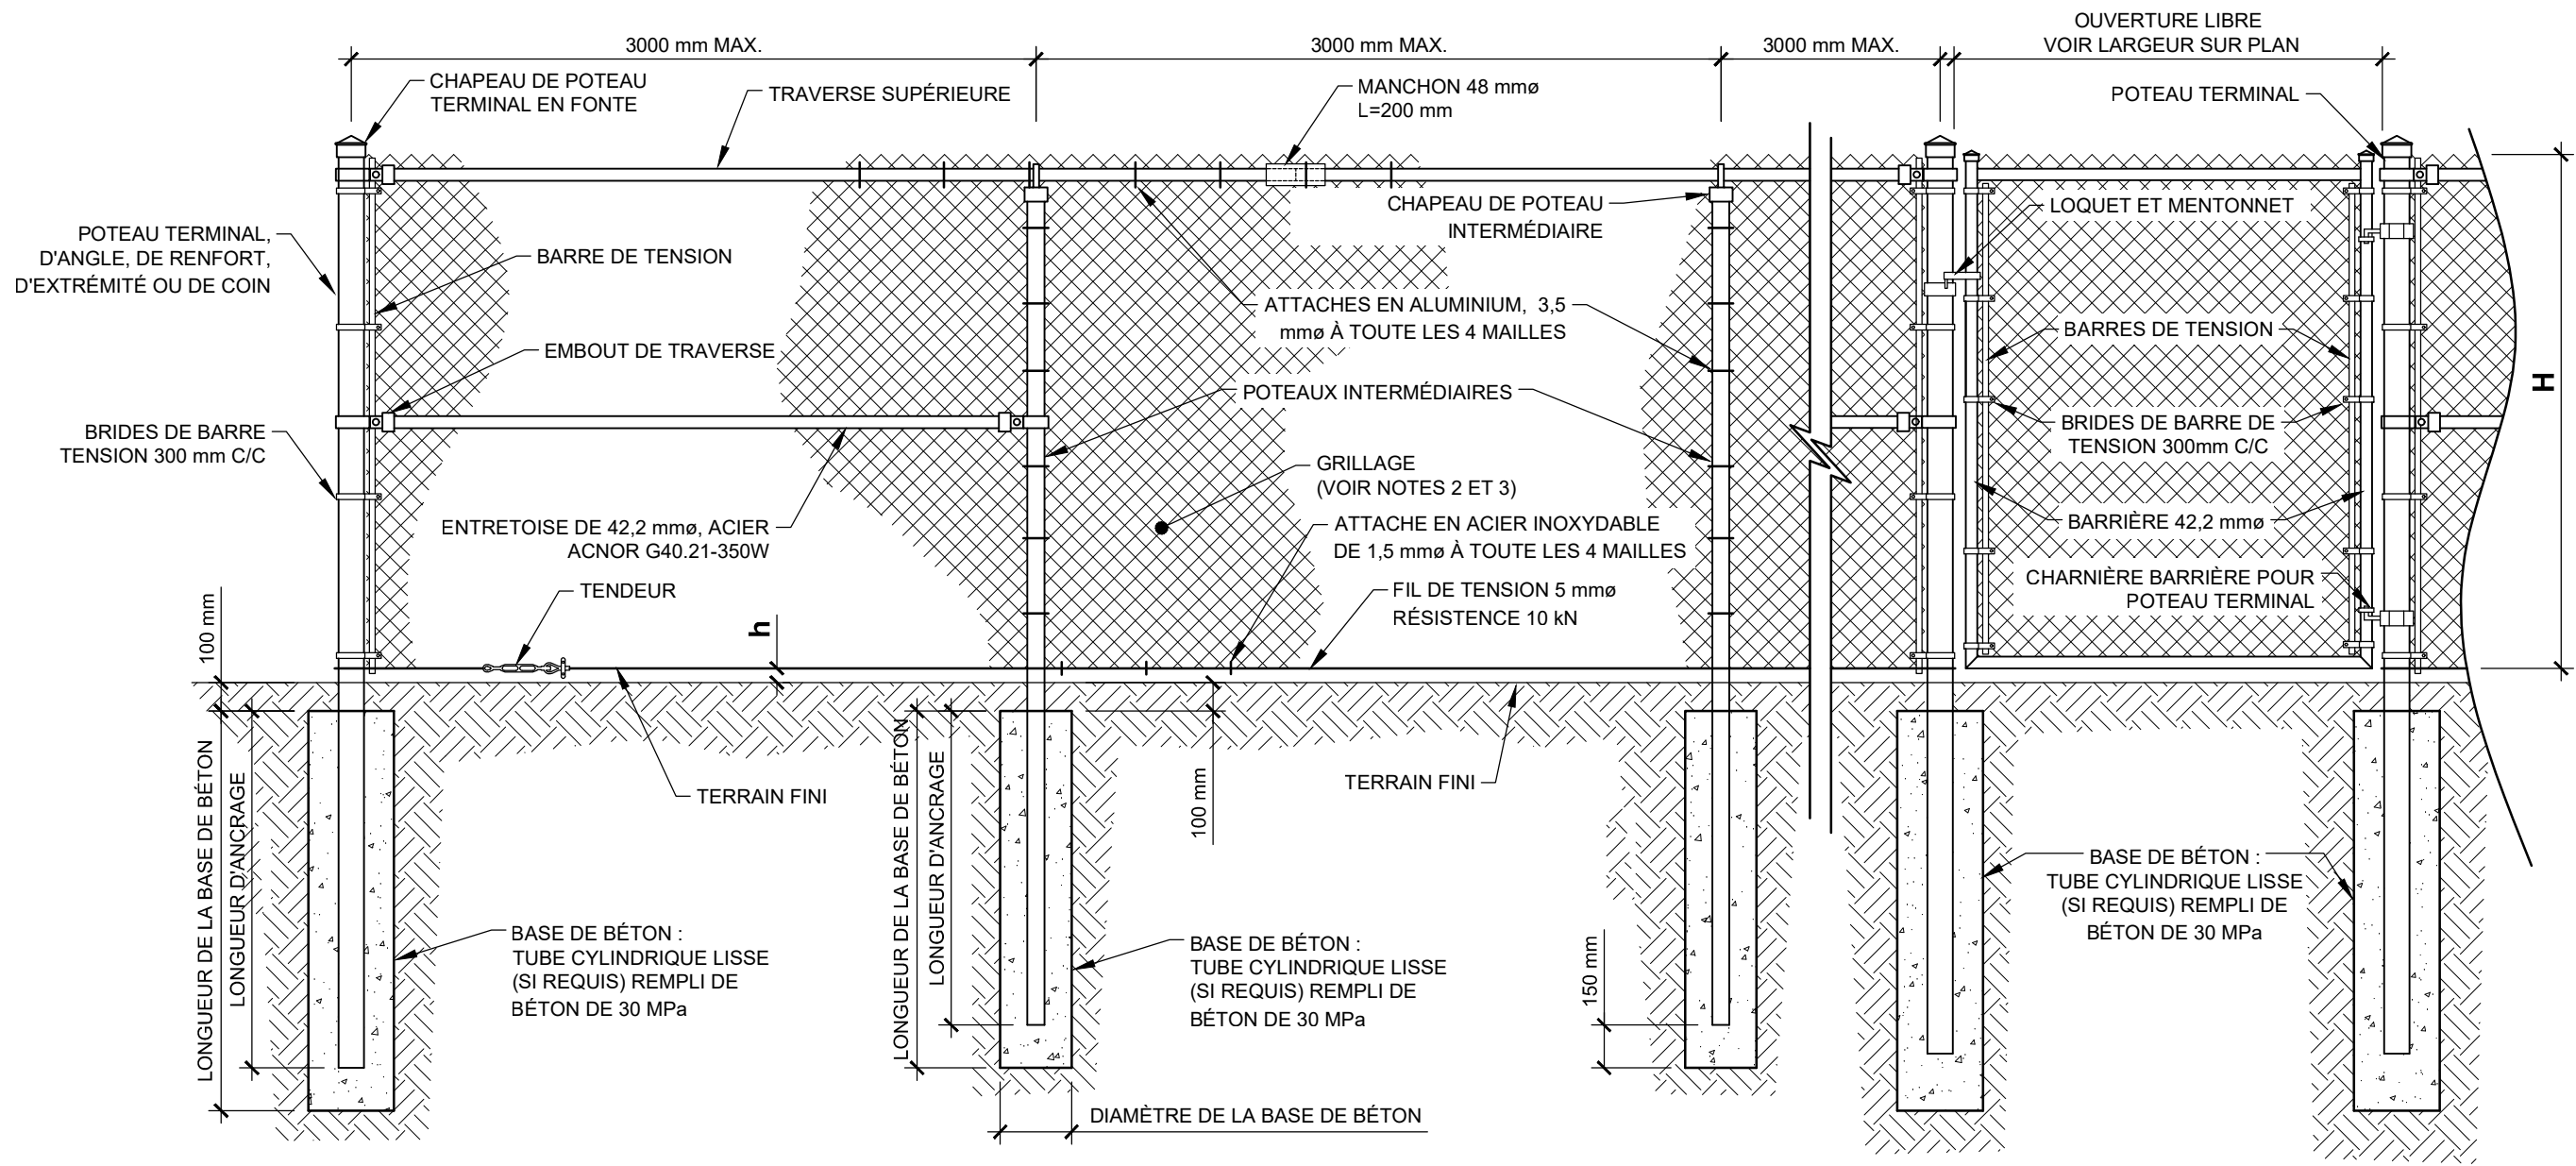 3000 mm MAX.
3000 mm MAX.
3000 mm MAX.
OUVERTURE LIBRE
VOIR LARGEUR SUR PLAN
CHAPEAU DE POTEAU
TERMINAL EN FONTE
TRAVERSE SUPÉRIEURE
MANCHON 48 mmø
L=200 mm
POTEAU TERMINAL
CHAPEAU DE POTEAU
INTERMÉDIAIRE
LOQUET ET MENTONNET
POTEAU TERMINAL,
D'ANGLE, DE RENFORT,
D'EXTRÉMITÉ OU DE COIN
BARRE DE TENSION
ATTACHES EN ALUMINIUM, 3,5
mmø À TOUTE LES 4 MAILLES
BARRES DE TENSION
EMBOUT DE TRAVERSE
POTEAUX INTERMÉDIAIRES
H
BRIDES DE BARRE
TENSION 300 mm C/C
BRIDES DE BARRE DE
TENSION 300mm C/C
GRILLAGE
(VOIR NOTES 2 ET 3)
ENTRETOISE DE 42,2 mmø, ACIER
ACNOR G40.21-350W
ATTACHE EN ACIER INOXYDABLE
DE 1,5 mmø À TOUTE LES 4 MAILLES
BARRIÈRE 42,2 mmø
TENDEUR
FIL DE TENSION 5 mmø
RÉSISTENCE 10 kN
CHARNIÈRE BARRIÈRE POUR
POTEAU TERMINAL
100 mm
h
LONGUEUR DE LA BASE DE BÉTON
LONGUEUR D'ANCRAGE
TERRAIN FINI
LONGUEUR DE LA BASE DE BÉTON
LONGUEUR D'ANCRAGE
100 mm
TERRAIN FINI
BASE DE BÉTON :
TUBE CYLINDRIQUE LISSE
(SI REQUIS) REMPLI DE
BÉTON DE 30 MPa
BASE DE BÉTON :
TUBE CYLINDRIQUE LISSE
(SI REQUIS) REMPLI DE
BÉTON DE 30 MPa
BASE DE BÉTON :
TUBE CYLINDRIQUE LISSE
(SI REQUIS) REMPLI DE
BÉTON DE 30 MPa
150 mm
DIAMÈTRE DE LA BASE DE BÉTON